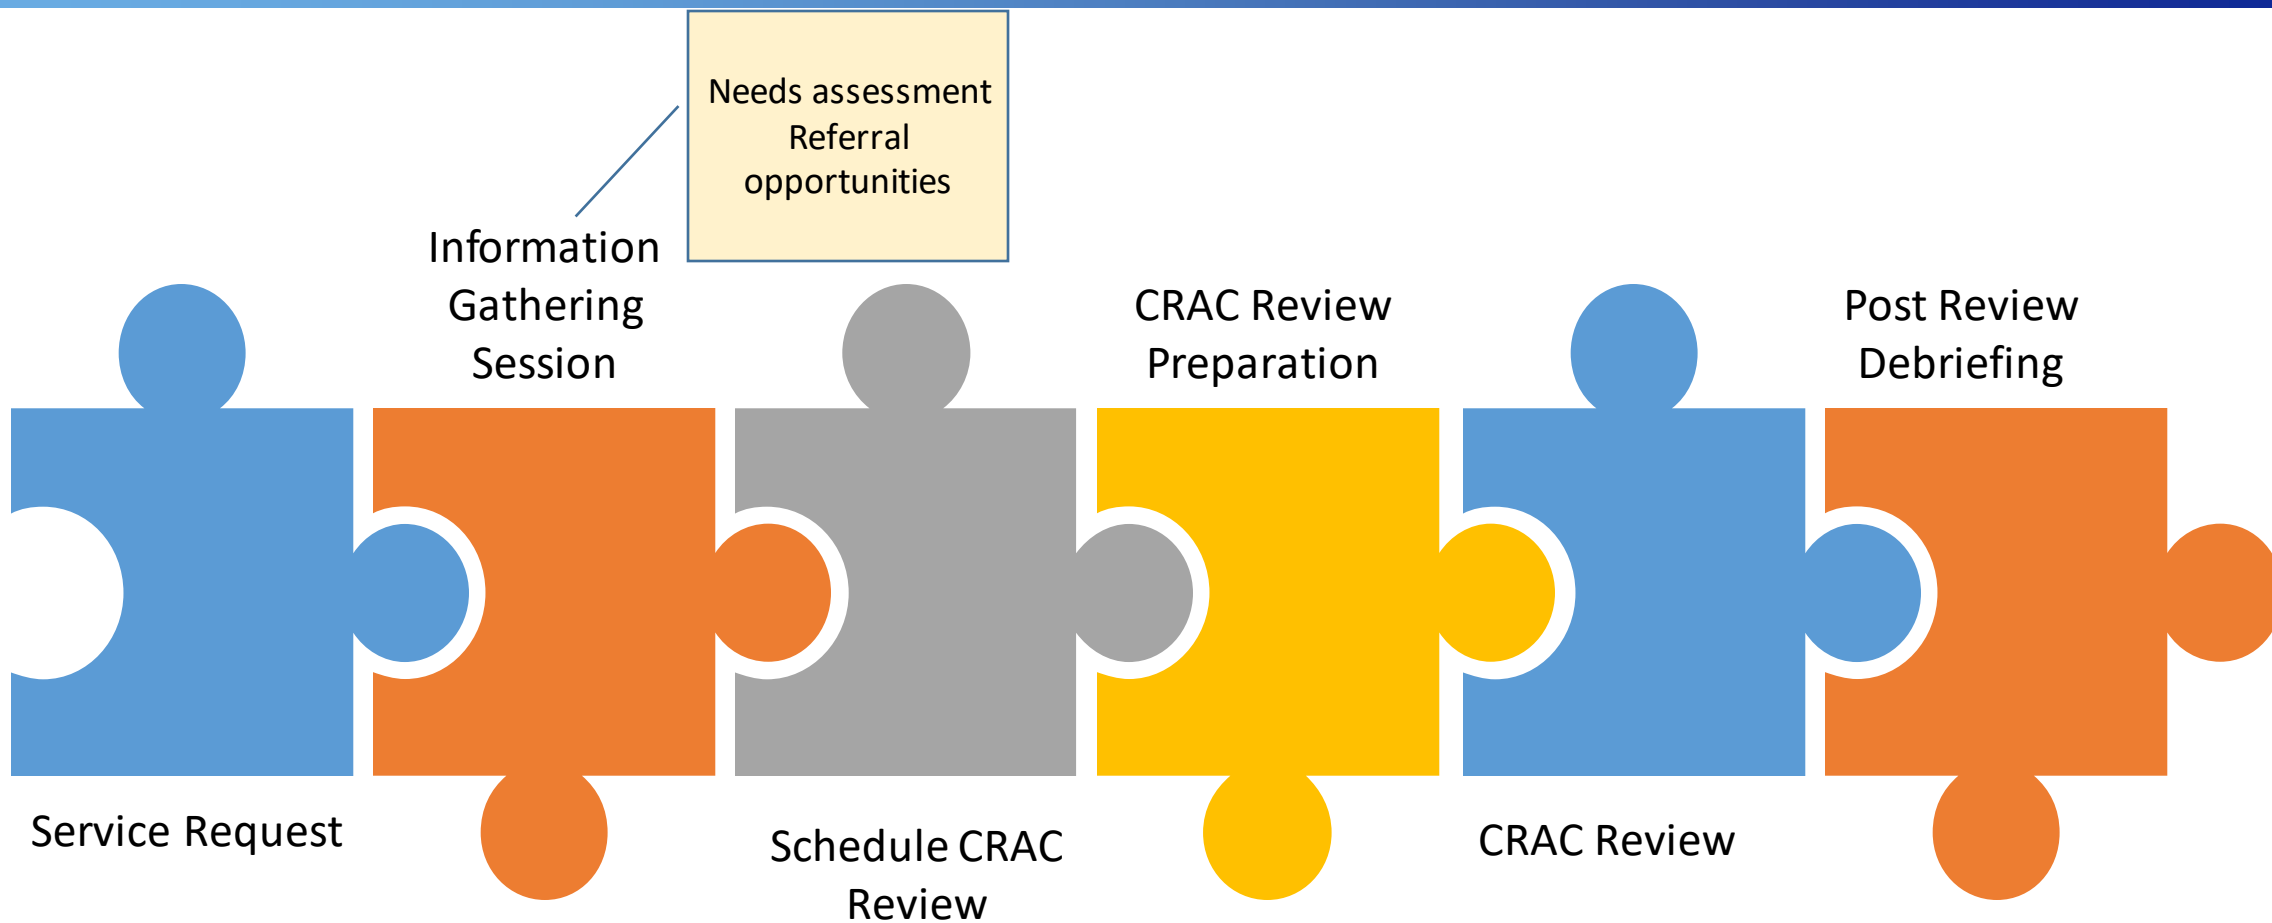 Needs assessment
Referral
opportunities
Information
Gathering
Session
CRAC Review
Preparation
Post Review
Debriefing
Service Request
Schedule CRAC
Review
CRAC Review